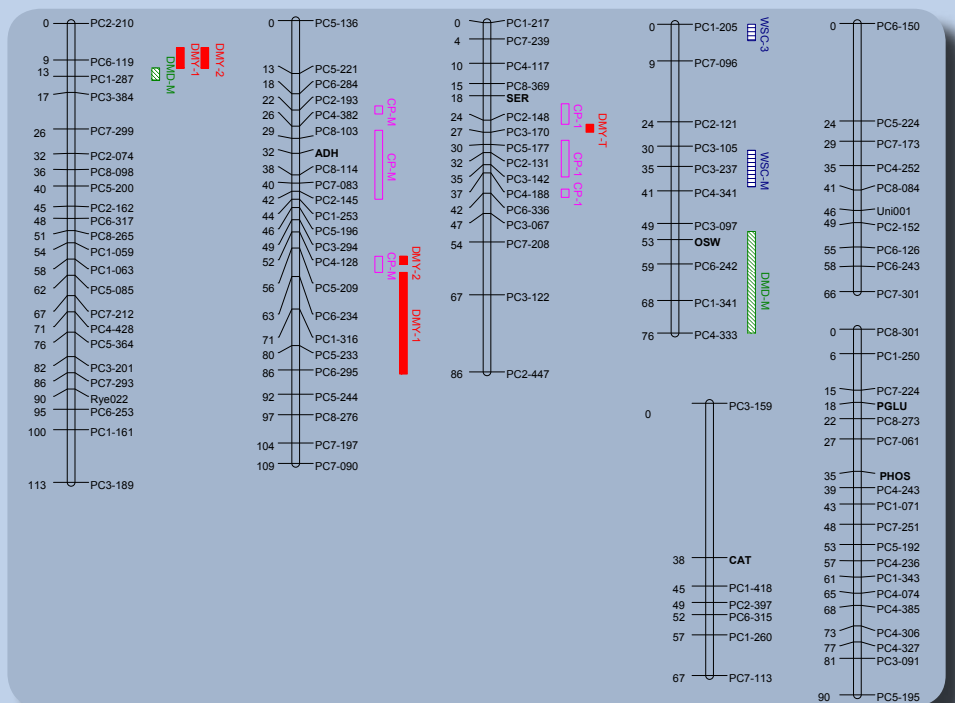 0 PC2-210
9 PC6-119
13 PC1-287
17 PC3-384
26 PC7-299
32 PC2-074
36 PC8-098
40 PC5-200
45 PC2-162
48 PC6-317
51 PC8-265
54 PC1-059
58 PC1-063
62 PC5-085
67 PC7-212
71 PC4-428
76 PC5-364
82 PC3-201
86 PC7-293
90 Rye022
95 PC6-253
100 PC1-161
113 PC3-189
DMD-M
DMY-1
DMY-2
0 PC5-136
13 PC5-221
18 PC6-284
22 PC2-193
26 PC4-382
29 PC8-103
32 ADH
38 PC8-114
40 PC7-083
42 PC2-145
44 PC1-253
46 PC5-196
49 PC3-294
52 PC4-128
56 PC5-209
63 PC6-234
71 PC1-316
80 PC5-233
86 PC6-295
92 PC5-244
97 PC8-276
104 PC7-197
109 PC7-090
CP-M
CP-M
CP-M
DMY-2
DMY-1
0 PC1-217
4 PC7-239
10 PC4-117
15 PC8-369
18 SER
24 PC2-148
27 PC3-170
30 PC5-177
32 PC2-131
35 PC3-142
37 PC4-188
42 PC6-336
47 PC3-067
54 PC7-208
67 PC3-122
86 PC2-447
CP-1
CP-1
CP-1
DMY-T
0 PC1-205
9 PC7-096
24 PC2-121
30 PC3-105
35 PC3-237
41 PC4-341
49 PC3-097
53 OSW
59 PC6-242
68 PC1-341
76 PC4-333
WSC-3
WSC-M
DMD-M
0 PC3-159
38 CAT
45 PC1-418
49 PC2-397
52 PC6-315
57 PC1-260
67 PC7-113
0 PC6-150
24 PC5-224
29 PC7-173
35 PC4-252
41 PC8-084
46 Uni001
49 PC2-152
55 PC6-126
58 PC6-243
66 PC7-301
0 PC8-301
6 PC1-250
15 PC7-224
18 PGLU
22 PC8-273
27 PC7-061
35 PHOS
39 PC4-243
43 PC1-071
48 PC7-251
53 PC5-192
57 PC4-236
61 PC1-343
65 PC4-074
68 PC4-385
73 PC4-306
77 PC4-327
81 PC3-091
90 PC5-195